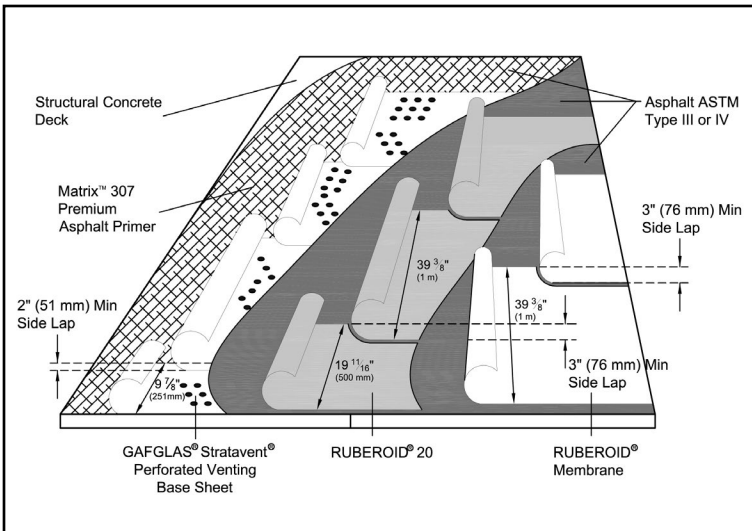 Structural Concrete
Deck
Asphalt ASTM
Type III or IV
Matrix™ 307
Premium
Asphalt Primer
3" (76 mm) Min
Side Lap
39 3/8"
(1 m)
39 3/8"
(1 m)
2" (51 mm) Min
Side Lap
9 7/8"
(251mm)
19 11/16"
(500 mm)
3" (76 mm) Min
Side Lap
GAFGLAS® Stratavent®
Perforated Venting
Base Sheet
RUBEROID® 20
RUBEROID®
Membrane